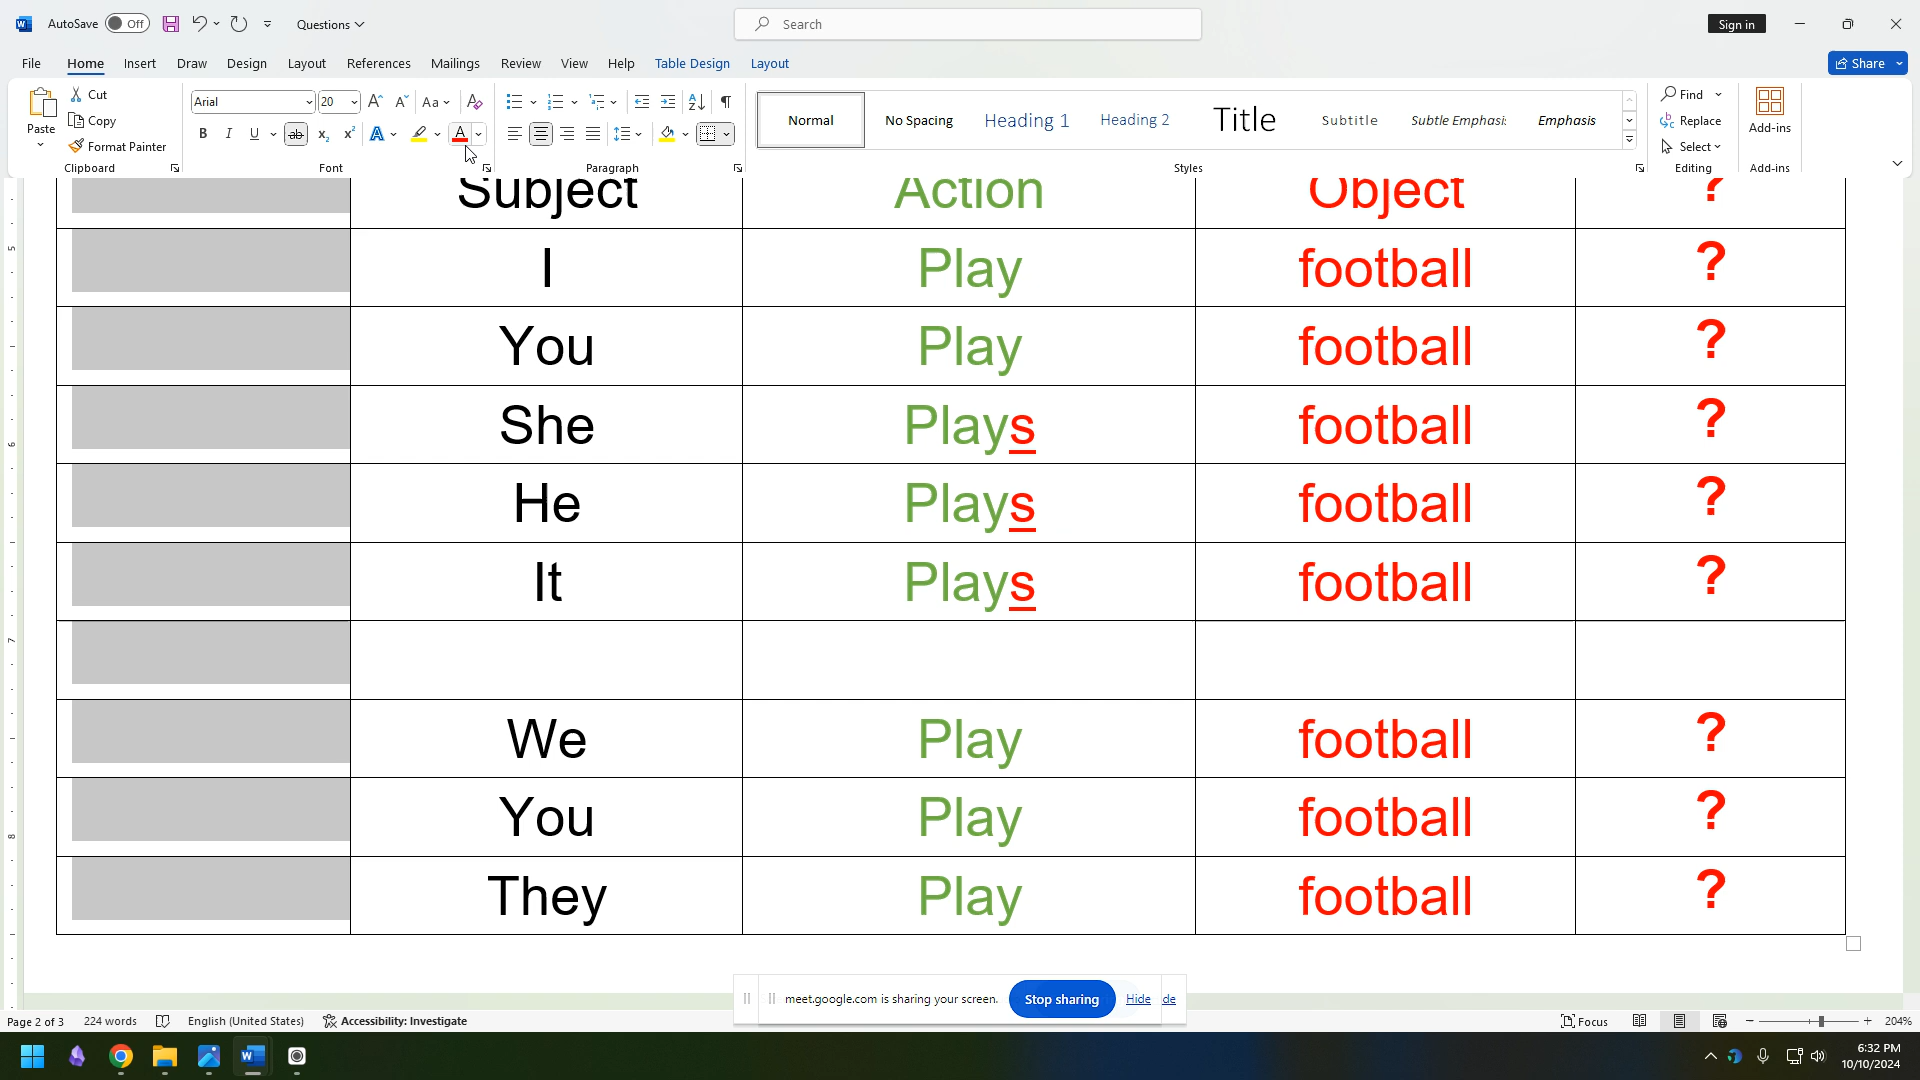 AutoSave Off Questions Search Sign in
File Home Insert Draw Design Layout References Mailings Review View Help Table Design Layout Share
Paste Cut Copy Format Painter Clipboard
Arial 20 Aa Font
Paragraph
Normal No Spacing Heading 1 Heading 2 Title Subtitle Subtle Emphasis Emphasis
Styles
Find Replace Select Editing
Add-ins Add-ins
Subject Action Object ?
I Play football ?
You Play football ?
She Plays football ?
He Plays football ?
It Plays football ?
We Play football ?
You Play football ?
They Play football ?
meet.google.com is sharing your screen. Stop sharing Hide de
Page 2 of 3 224 words English (United States) Accessibility: Investigate Focus 204%
6:32 PM
10/10/2024